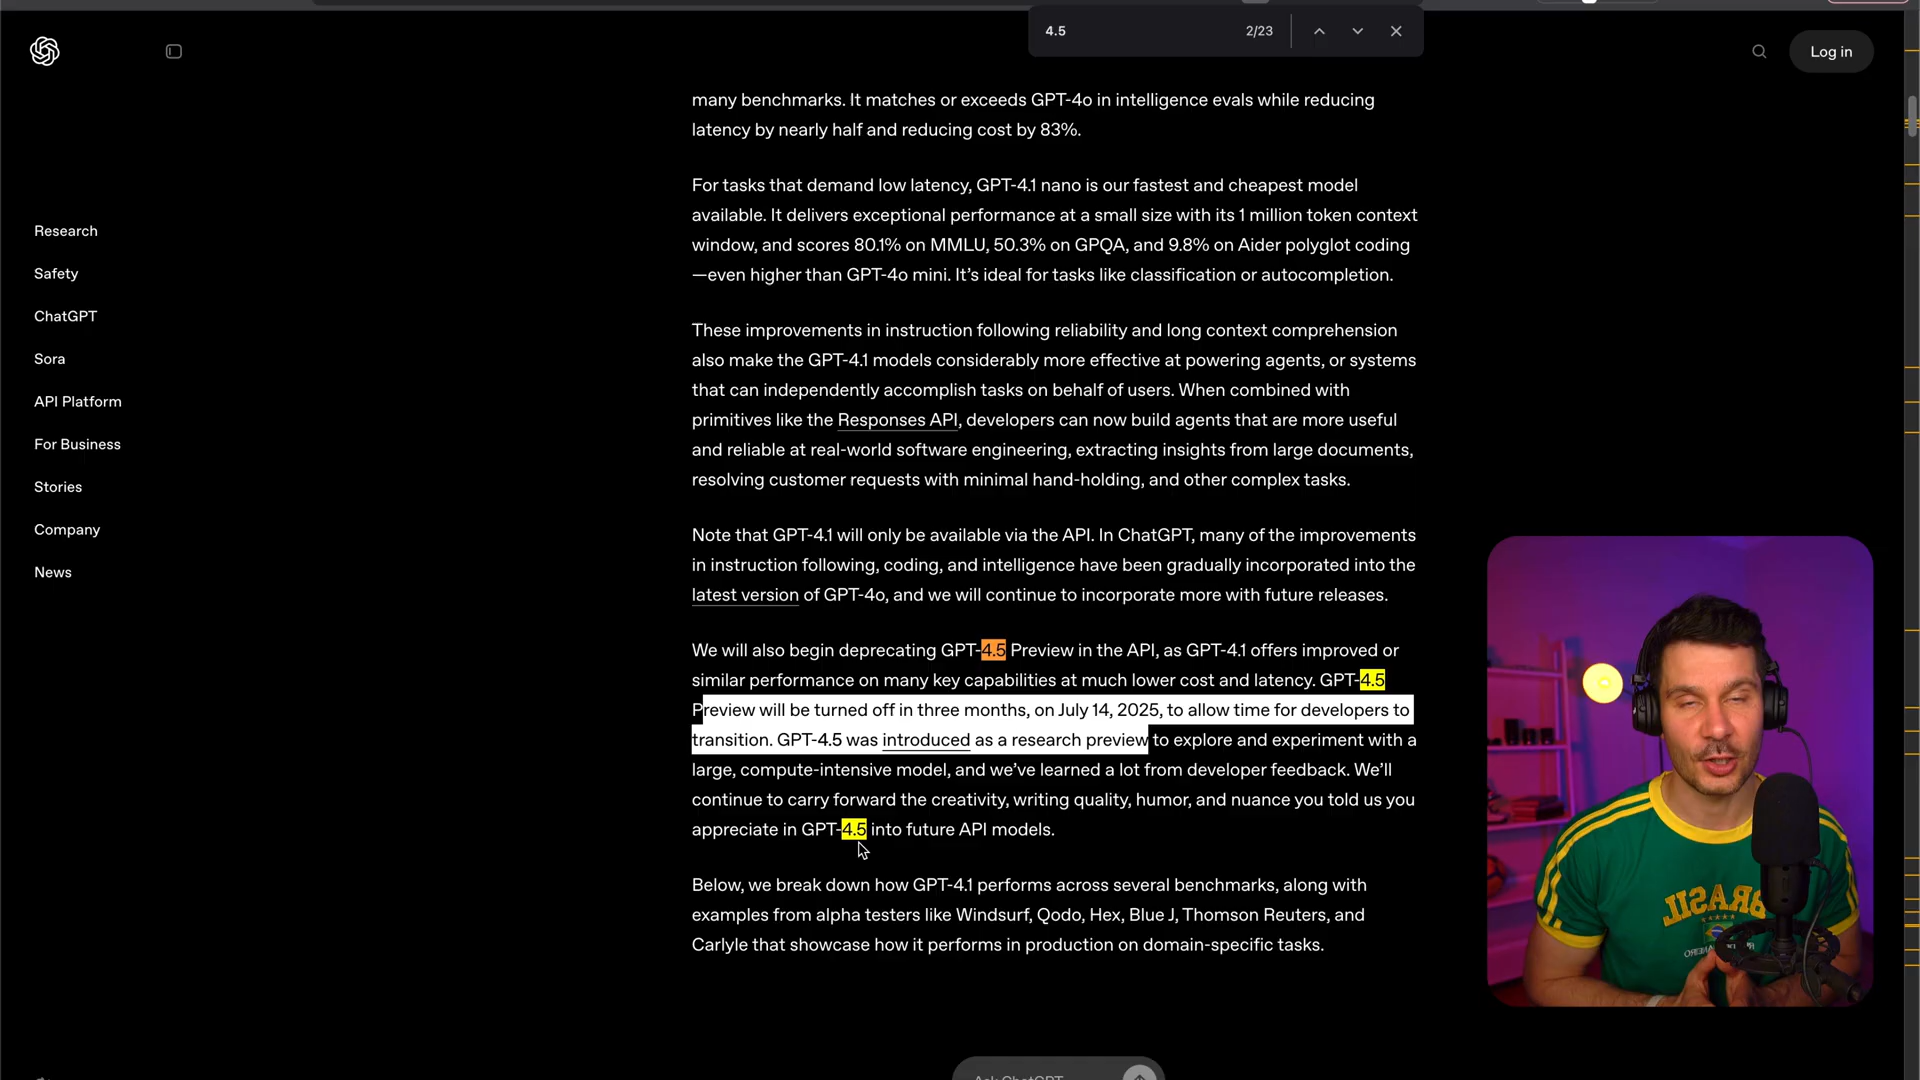 4.5
2/23
Log in
Research
Safety
ChatGPT
Sora
API Platform
For Business
Stories
Company
News
many benchmarks. It matches or exceeds GPT-4o in intelligence evals while reducing
latency by nearly half and reducing cost by 83%.
For tasks that demand low latency, GPT-4.1 nano is our fastest and cheapest model
available. It delivers exceptional performance at a small size with its 1 million token context
window, and scores 80.1% on MMLU, 50.3% on GPQA, and 9.8% on Aider polyglot coding
—even higher than GPT-4o mini. It’s ideal for tasks like classification or autocompletion.
These improvements in instruction following reliability and long context comprehension
also make the GPT-4.1 models considerably more effective at powering agents, or systems
that can independently accomplish tasks on behalf of users. When combined with
primitives like the Responses API, developers can now build agents that are more useful
and reliable at real-world software engineering, extracting insights from large documents,
resolving customer requests with minimal hand-holding, and other complex tasks.
Note that GPT-4.1 will only be available via the API. In ChatGPT, many of the improvements
in instruction following, coding, and intelligence have been gradually incorporated into the
latest version of GPT-4o, and we will continue to incorporate more with future releases.
We will also begin deprecating GPT-4.5 Preview in the API, as GPT-4.1 offers improved or
similar performance on many key capabilities at much lower cost and latency. GPT-4.5
Preview will be turned off in three months, on July 14, 2025, to allow time for developers to
transition. GPT-4.5 was introduced as a research preview to explore and experiment with a
large, compute-intensive model, and we’ve learned a lot from developer feedback. We’ll
continue to carry forward the creativity, writing quality, humor, and nuance you told us you
appreciate in GPT-4.5 into future API models.
Below, we break down how GPT-4.1 performs across several benchmarks, along with
examples from alpha testers like Windsurf, Qodo, Hex, Blue J, Thomson Reuters, and
Carlyle that showcase how it performs in production on domain-specific tasks.
Ask ChatGPT
BRASIL